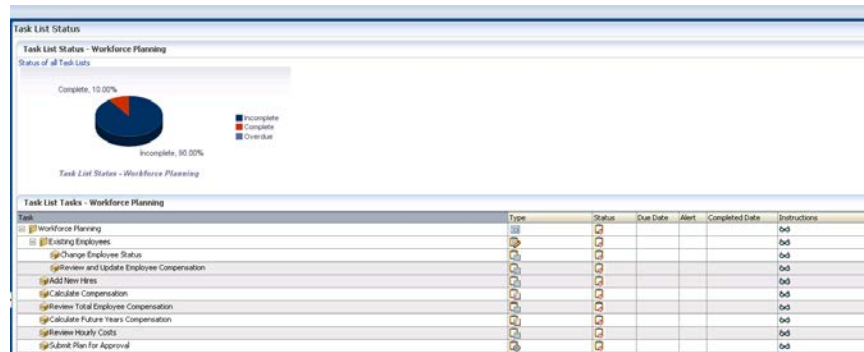 Task List Status
Task List Status - Workforce Planning
Status of all Task Lists
Complete, 10.00%
Incomplete
Complete
Overdue
Incomplete, 90.00%
Task List Status - Workforce Planning
Task List Tasks - Workforce Planning
Task Type Status Due Date Alert Completed Date Instructions
Workforce Planning
Existing Employees
Change Employee Status
Review and Update Employee Compensation
Add New Hires
Calculate Compensation
Review Total Employee Compensation
Calculate Future Years Compensation
Review Hourly Costs
Submit Plan for Approval